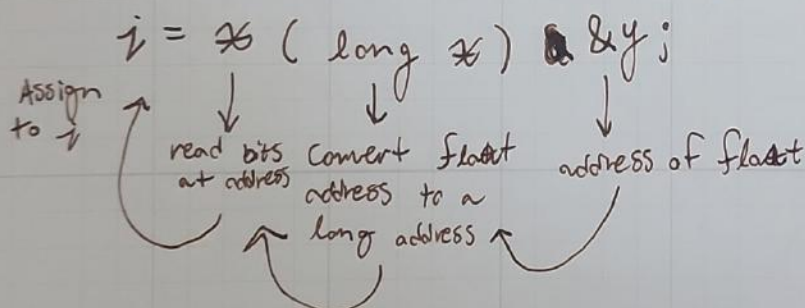 i = * ( long * ) &y ;
Assign
to i
read bits
at address
convert float
address to a
long address
address of float